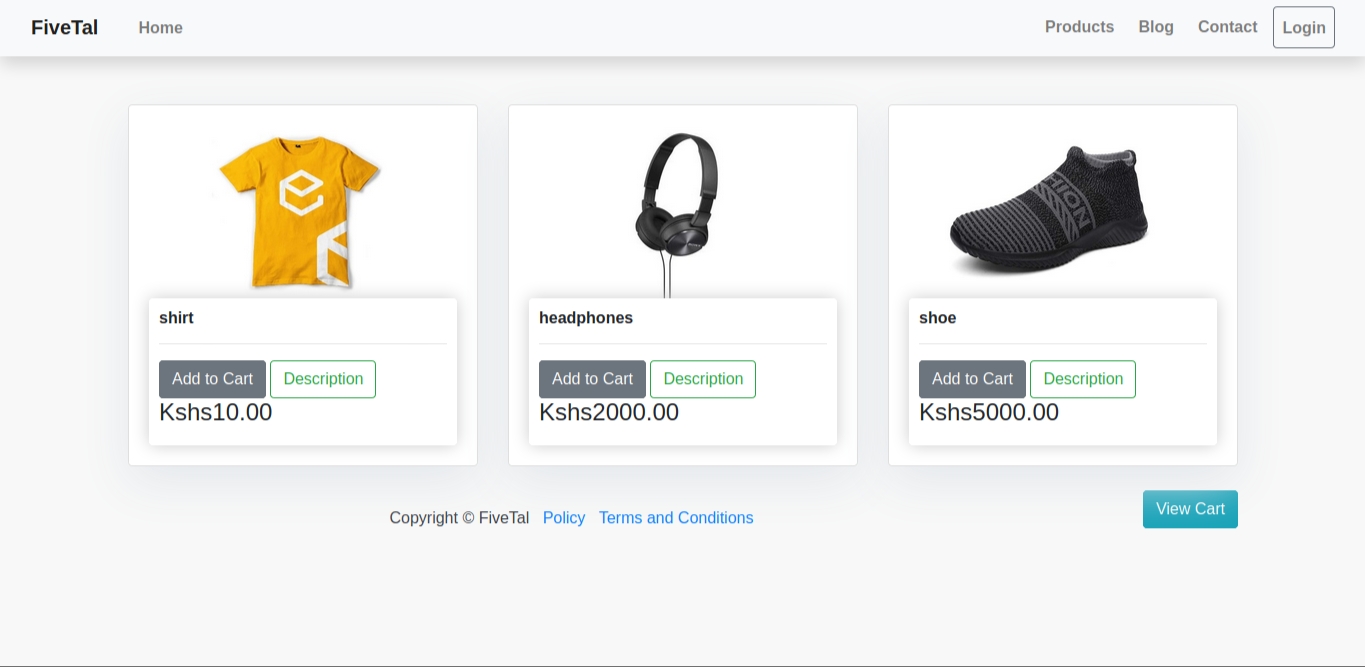 FiveTal Home Products Blog Contact Login
HION
shirt
Add to Cart Description
Kshs10.00
headphones
Add to Cart Description
Kshs2000.00
shoe
Add to Cart Description
Kshs5000.00
View Cart
Copyright © FiveTal Policy Terms and Conditions